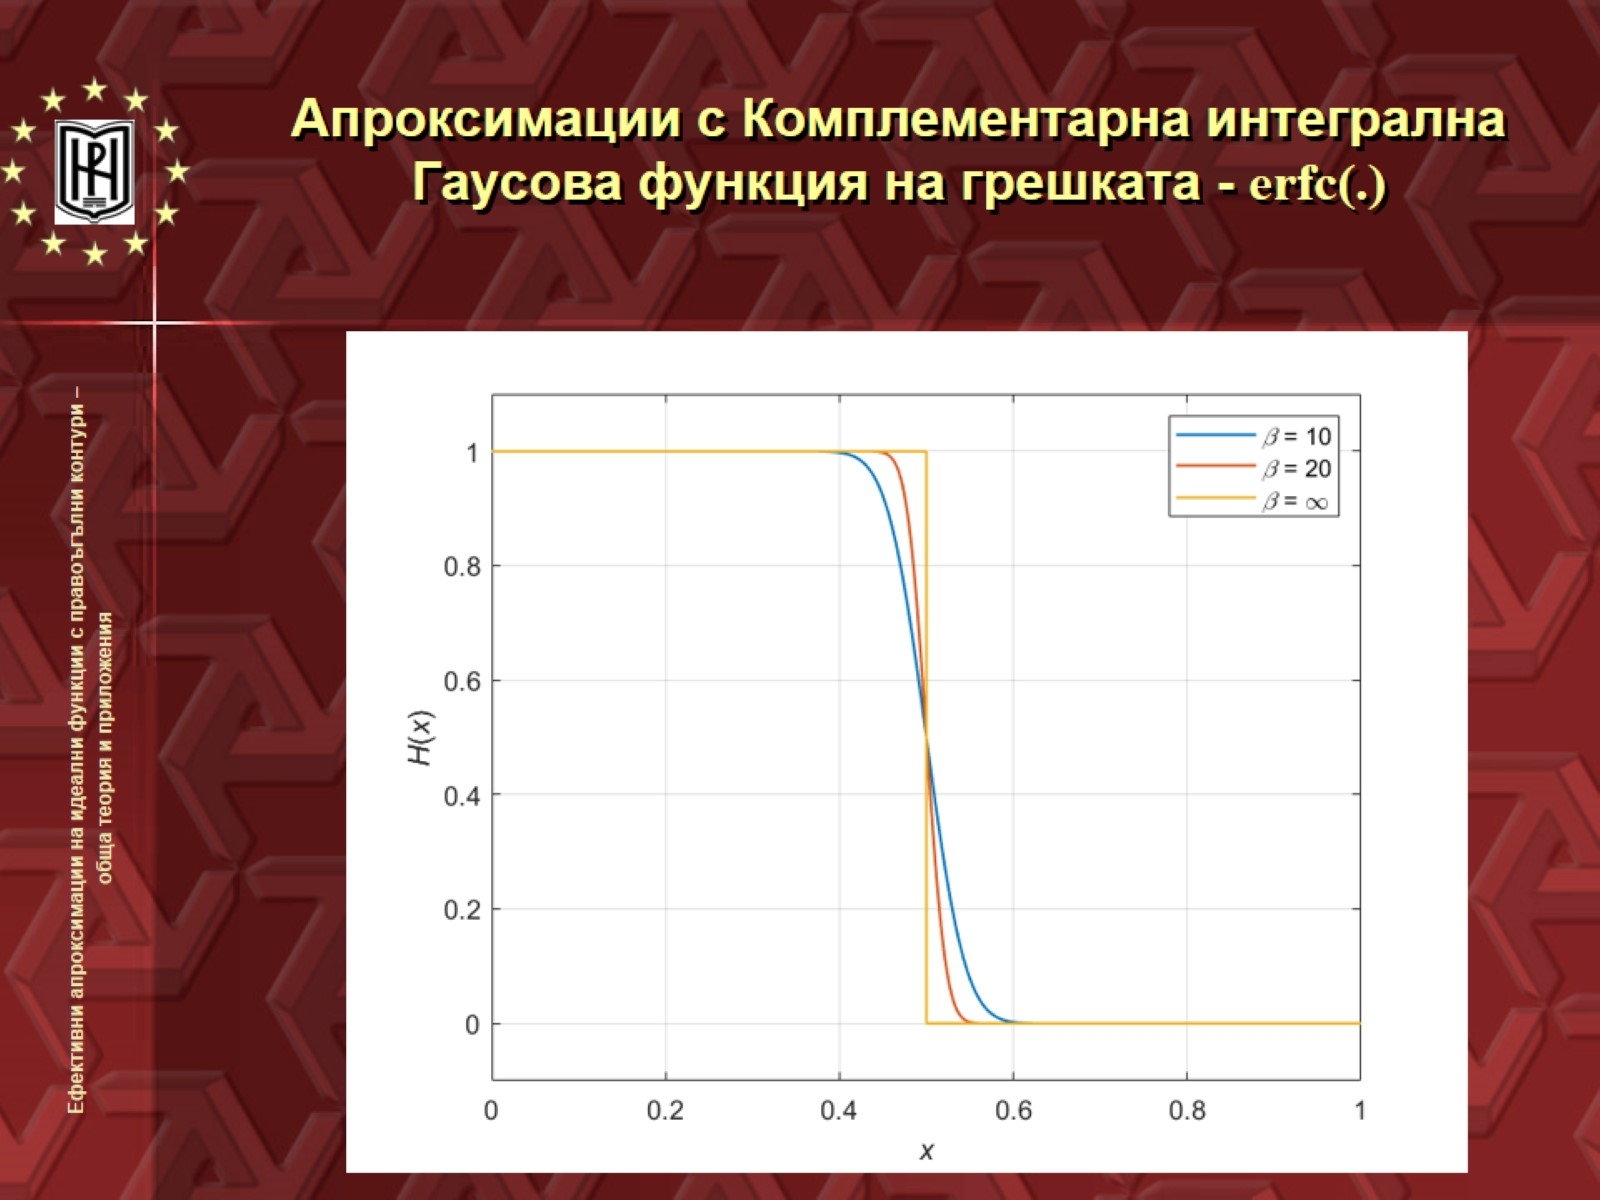 Апроксимации с Комплементарна интегрална
Гаусова функция на грешката - erfc(.)
Ефективни апроксимации на идеални функции с правоъгълни контури –
обща теория и приложения
β = 10
β = 20
β = ∞
1
0.8
0.6
0.4
0.2
0
H(x)
0 0.2 0.4 0.6 0.8 1
x